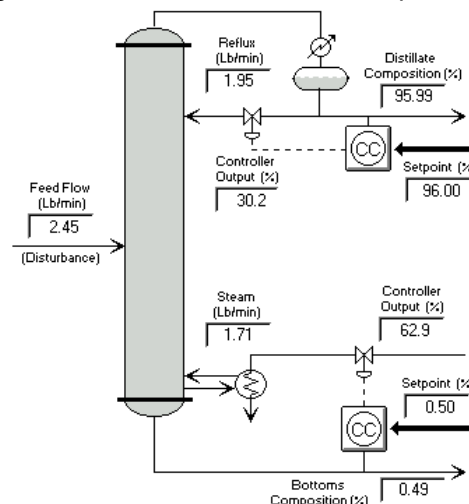 Reflux
(Lb/min)
1.95
Distillate
Composition (%)
95.99
CC
Controller
Output (%)
30.2
Setpoint (%
96.00
Feed Flow
(Lb/min)
2.45
(Disturbance)
Steam
(Lb/min)
1.71
Controller
Output (%)
62.9
Setpoint (%
0.50
CC
Bottoms
Composition (%)
0.49